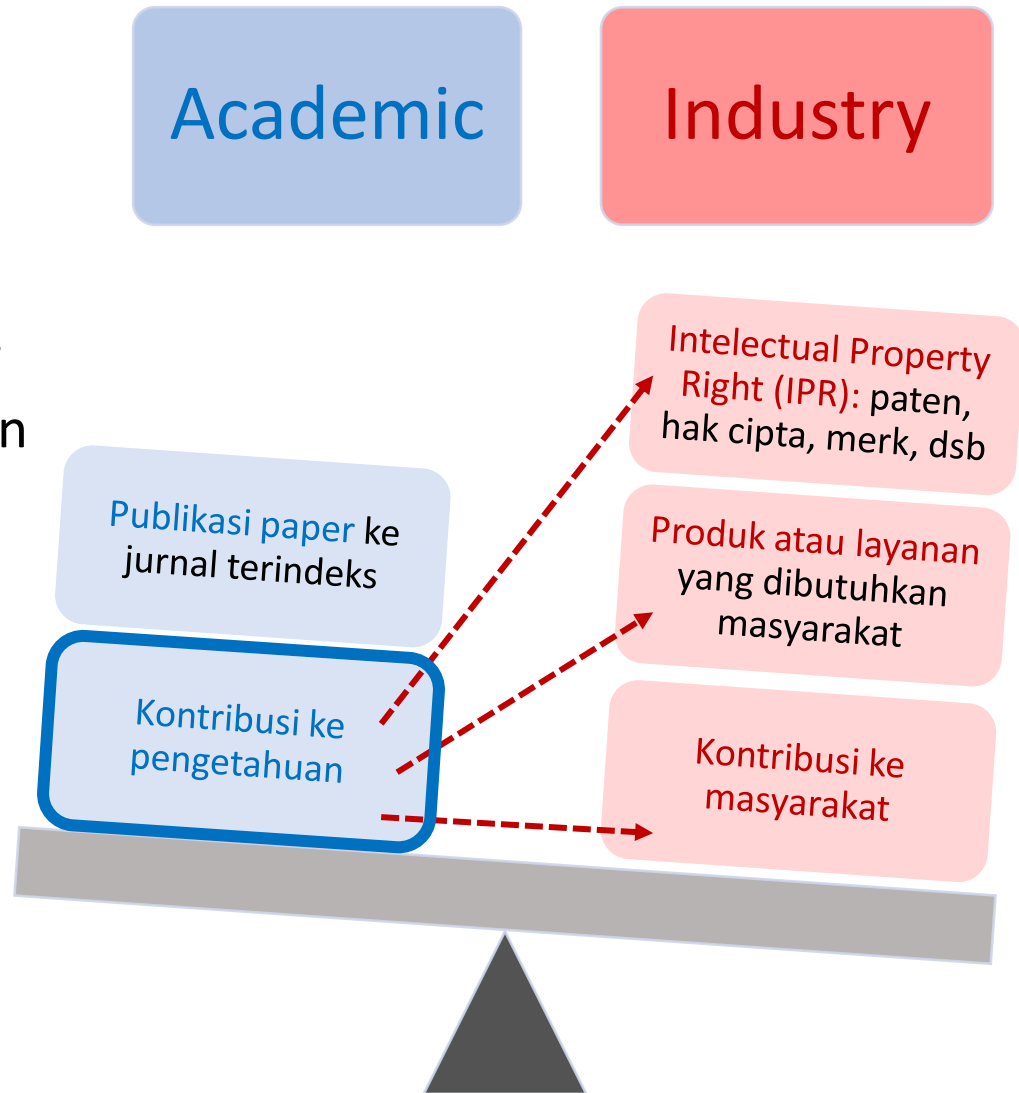 Academic
Industry
n
Intelectual Property
Right (IPR): paten,
hak cipta, merk, dsb
Publikasi paper ke
jurnal terindeks
Produk atau layanan
yang dibutuhkan
masyarakat
Kontribusi ke
pengetahuan
Kontribusi ke
masyarakat